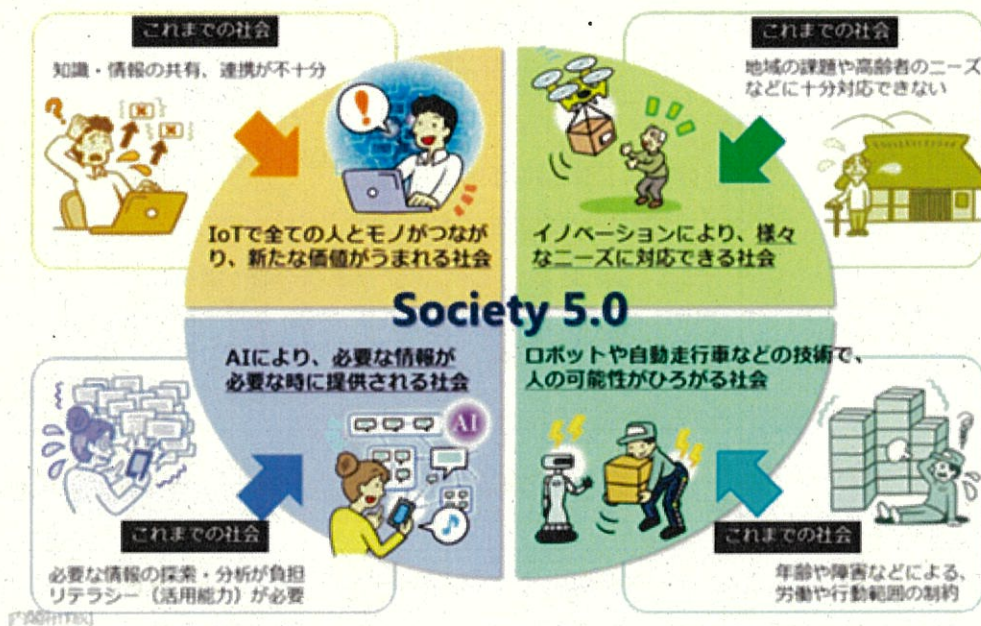 これまでの社会
知識・情報の共有、連携が不十分
IoTで全ての人とモノがつなが
り、新たな価値がうまれる社会
これまでの社会
地域の課題や高齢者のニーズ
などに十分対応できない
イノベーションにより、様々
なニーズに対応できる社会
Society 5.0
AIにより、必要な情報が
必要な時に提供される社会
AI
これまでの社会
必要な情報の探索・分析が負担
リテラシー（活用能力）が必要
ロボットや自動走行車などの技術で、
人の可能性がひろがる社会
これまでの社会
年齢や障害などによる、
労働や行動範囲の制約